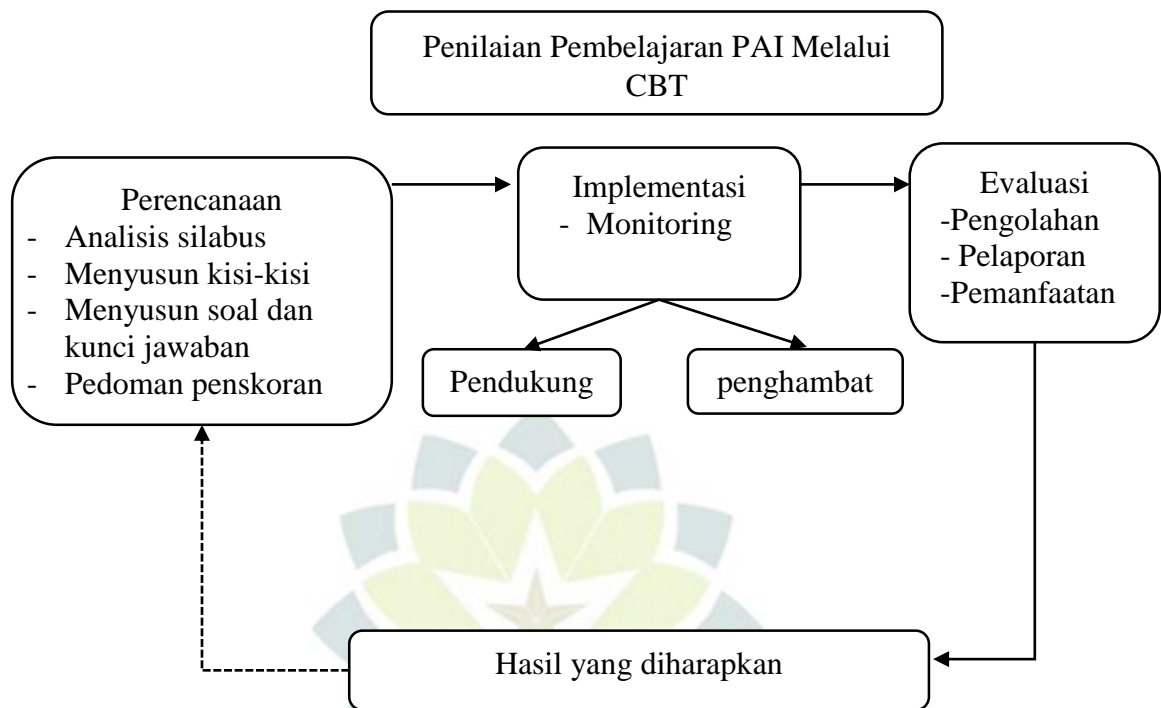 Penilaian Pembelajaran PAI Melalui
CBT
Perencanaan
- Analisis silabus
- Menyusun kisi-kisi
- Menyusun soal dan
kunci jawaban
- Pedoman penskoran
Implementasi
- Monitoring
Evaluasi
-Pengolahan
- Pelaporan
-Pemanfaatan
Pendukung
penghambat
Hasil yang diharapkan